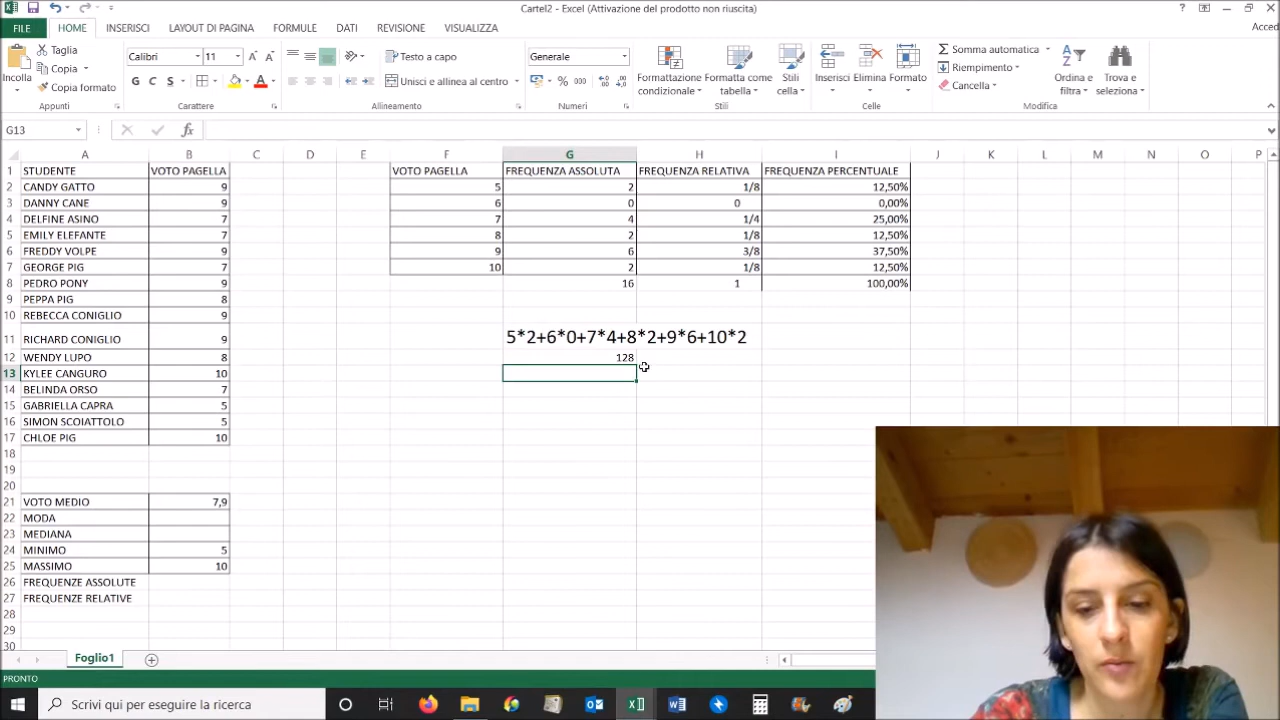 Cartel2 - Excel (Attivazione del prodotto non riuscita)
FILE HOME INSERISCI LAYOUT DI PAGINA FORMULE DATI REVISIONE VISUALIZZA Acced
Incolla Taglia Copia Copia formato Appunti
Calibri 11 G C S Carattere
Testo a capo Unisci e allinea al centro Allineamento
Generale % 000 Numeri
Formattazione condizionale Formatta come tabella Stili cella Stili
Inserisci Elimina Formato Celle
Somma automatica Riempimento Cancella Ordina e filtra Trova e seleziona Modifica
G13 fx
A B C D E F G H I J K L M N O P
1 STUDENTE VOTO PAGELLA VOTO PAGELLA FREQUENZA ASSOLUTA FREQUENZA RELATIVA FREQUENZA PERCENTUALE
2 CANDY GATTO 9 5 2 1/8 12,50%
3 DANNY CANE 9 6 0 0 0,00%
4 DELFINE ASINO 7 7 4 1/4 25,00%
5 EMILY ELEFANTE 7 8 2 1/8 12,50%
6 FREDDY VOLPE 9 9 6 3/8 37,50%
7 GEORGE PIG 7 10 2 1/8 12,50%
8 PEDRO PONY 9 16 1 100,00%
9 PEPPA PIG 8
10 REBECCA CONIGLIO 9
11 RICHARD CONIGLIO 9 5*2+6*0+7*4+8*2+9*6+10*2
12 WENDY LUPO 8 128
13 KYLEE CANGURO 10
14 BELINDA ORSO 7
15 GABRIELLA CAPRA 5
16 SIMON SCOIATTOLO 5
17 CHLOE PIG 10
18
19
20
21 VOTO MEDIO 7,9
22 MODA
23 MEDIANA
24 MINIMO 5
25 MASSIMO 10
26 FREQUENZE ASSOLUTE
27 FREQUENZE RELATIVE
28
29
30
Foglio1
PRONTO
Scrivi qui per eseguire la ricerca